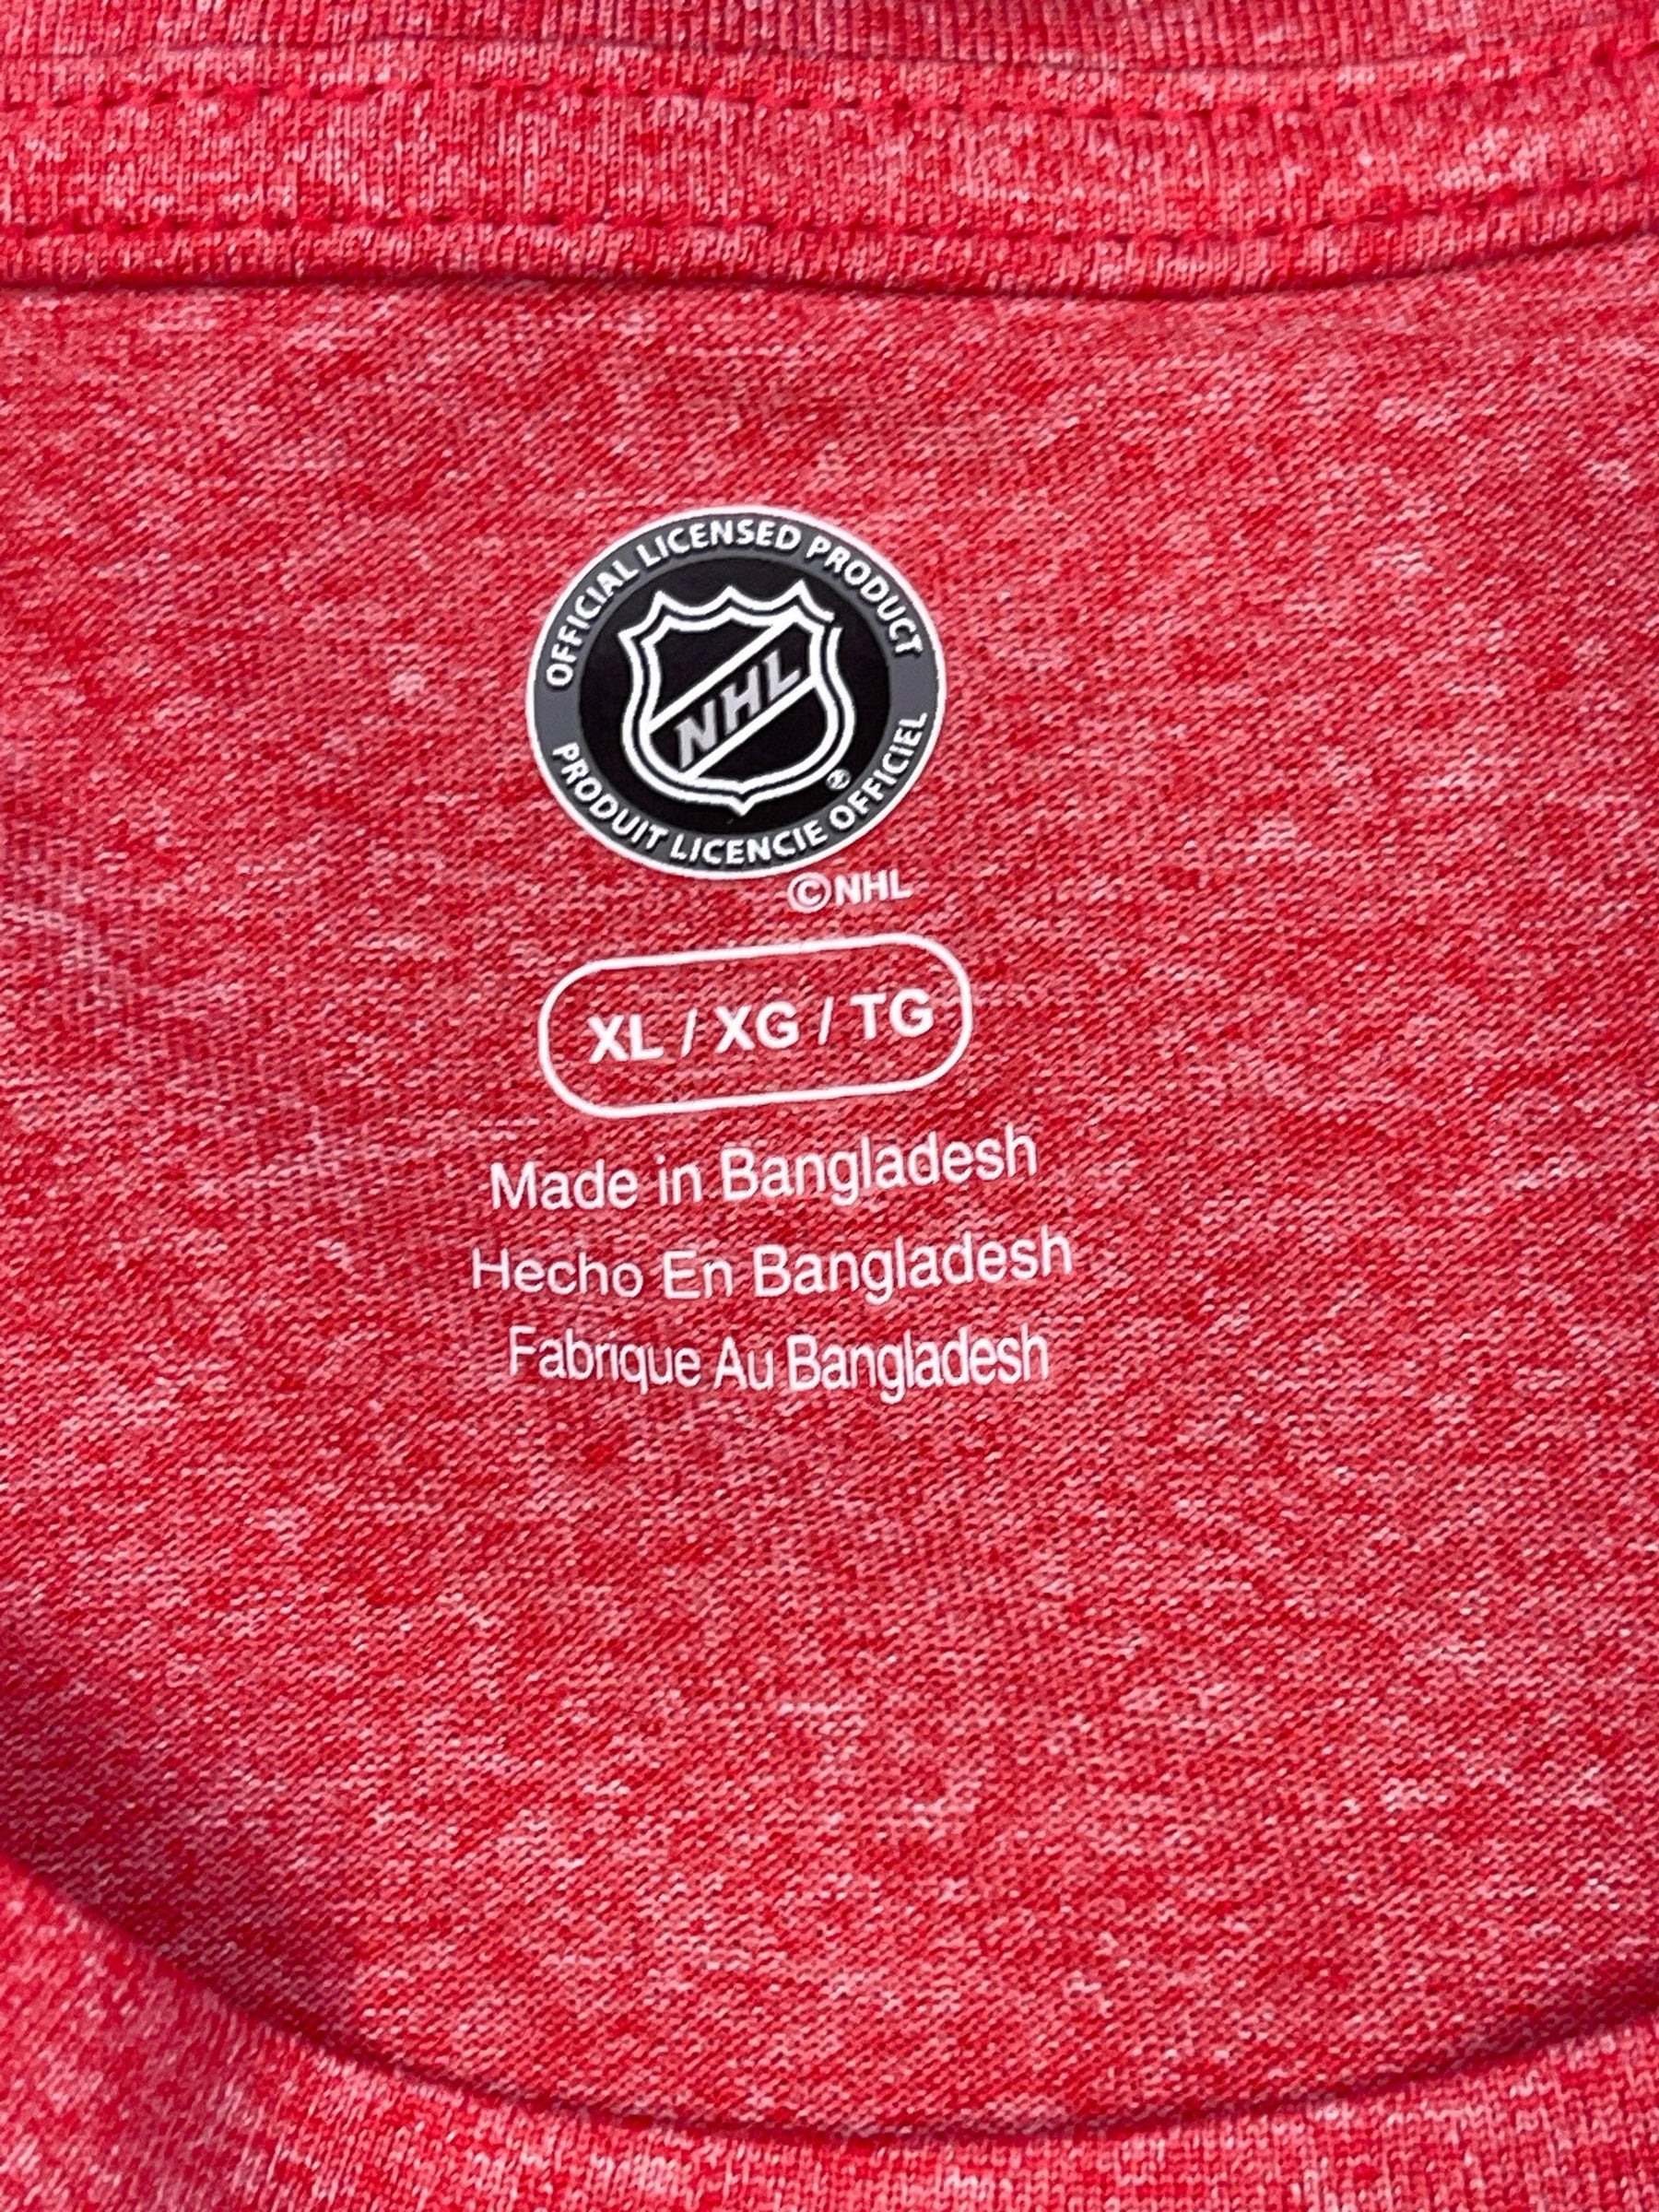 OFFICIAL LICENSED PRODUCT
NHL
®
PRODUIT LICENCIE OFFICIEL
©NHL
XL / XG / TG
Made in Bangladesh
Hecho En Bangladesh
Fabrique Au Bangladesh